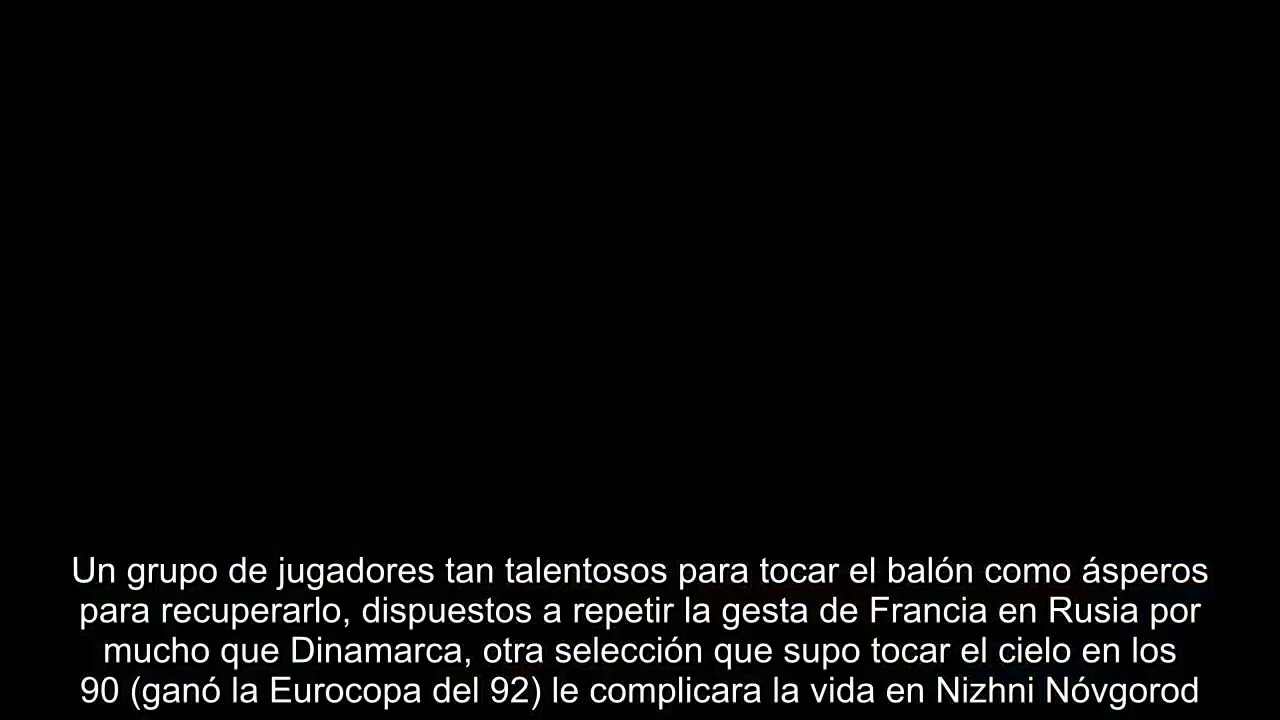 Un grupo de jugadores tan talentosos para tocar el balón como ásperos
para recuperarlo, dispuestos a repetir la gesta de Francia en Rusia por
mucho que Dinamarca, otra selección que supo tocar el cielo en los
90 (ganó la Eurocopa del 92) le complicara la vida en Nizhni Nóvgorod